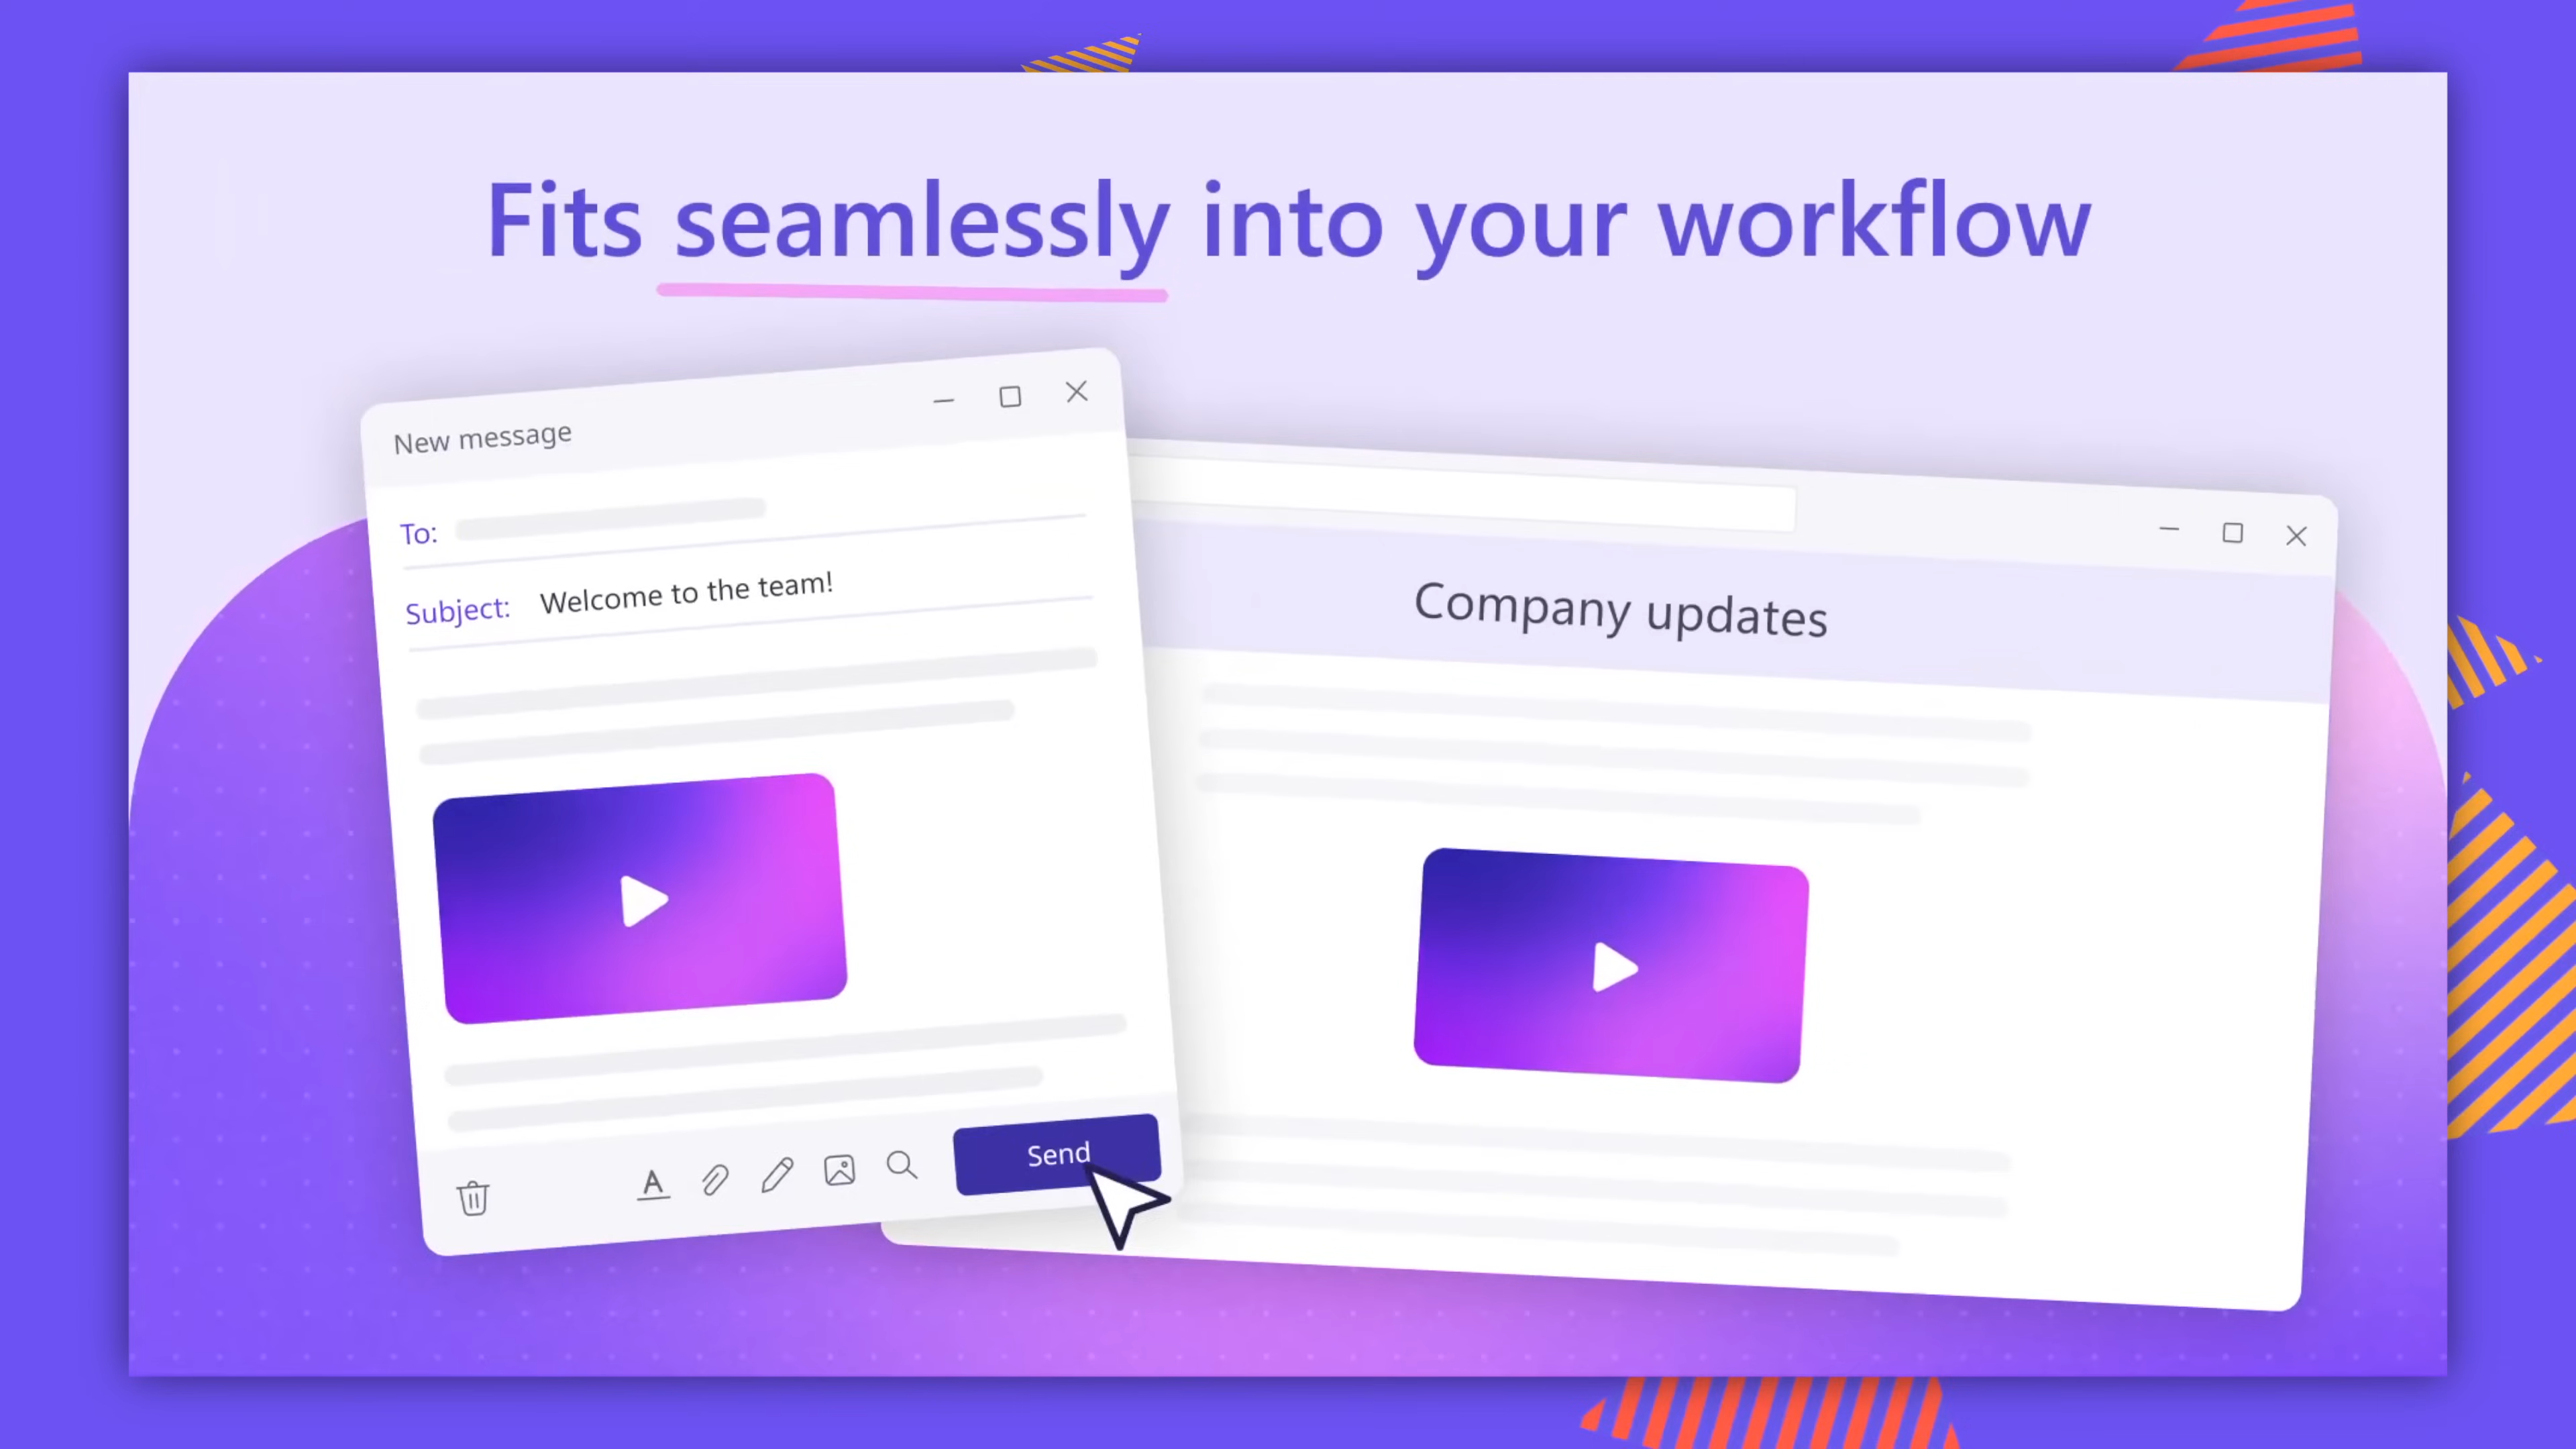 Fits seamlessly into your workflow
New message
To:
Subject: Welcome to the team!
Send
Company updates